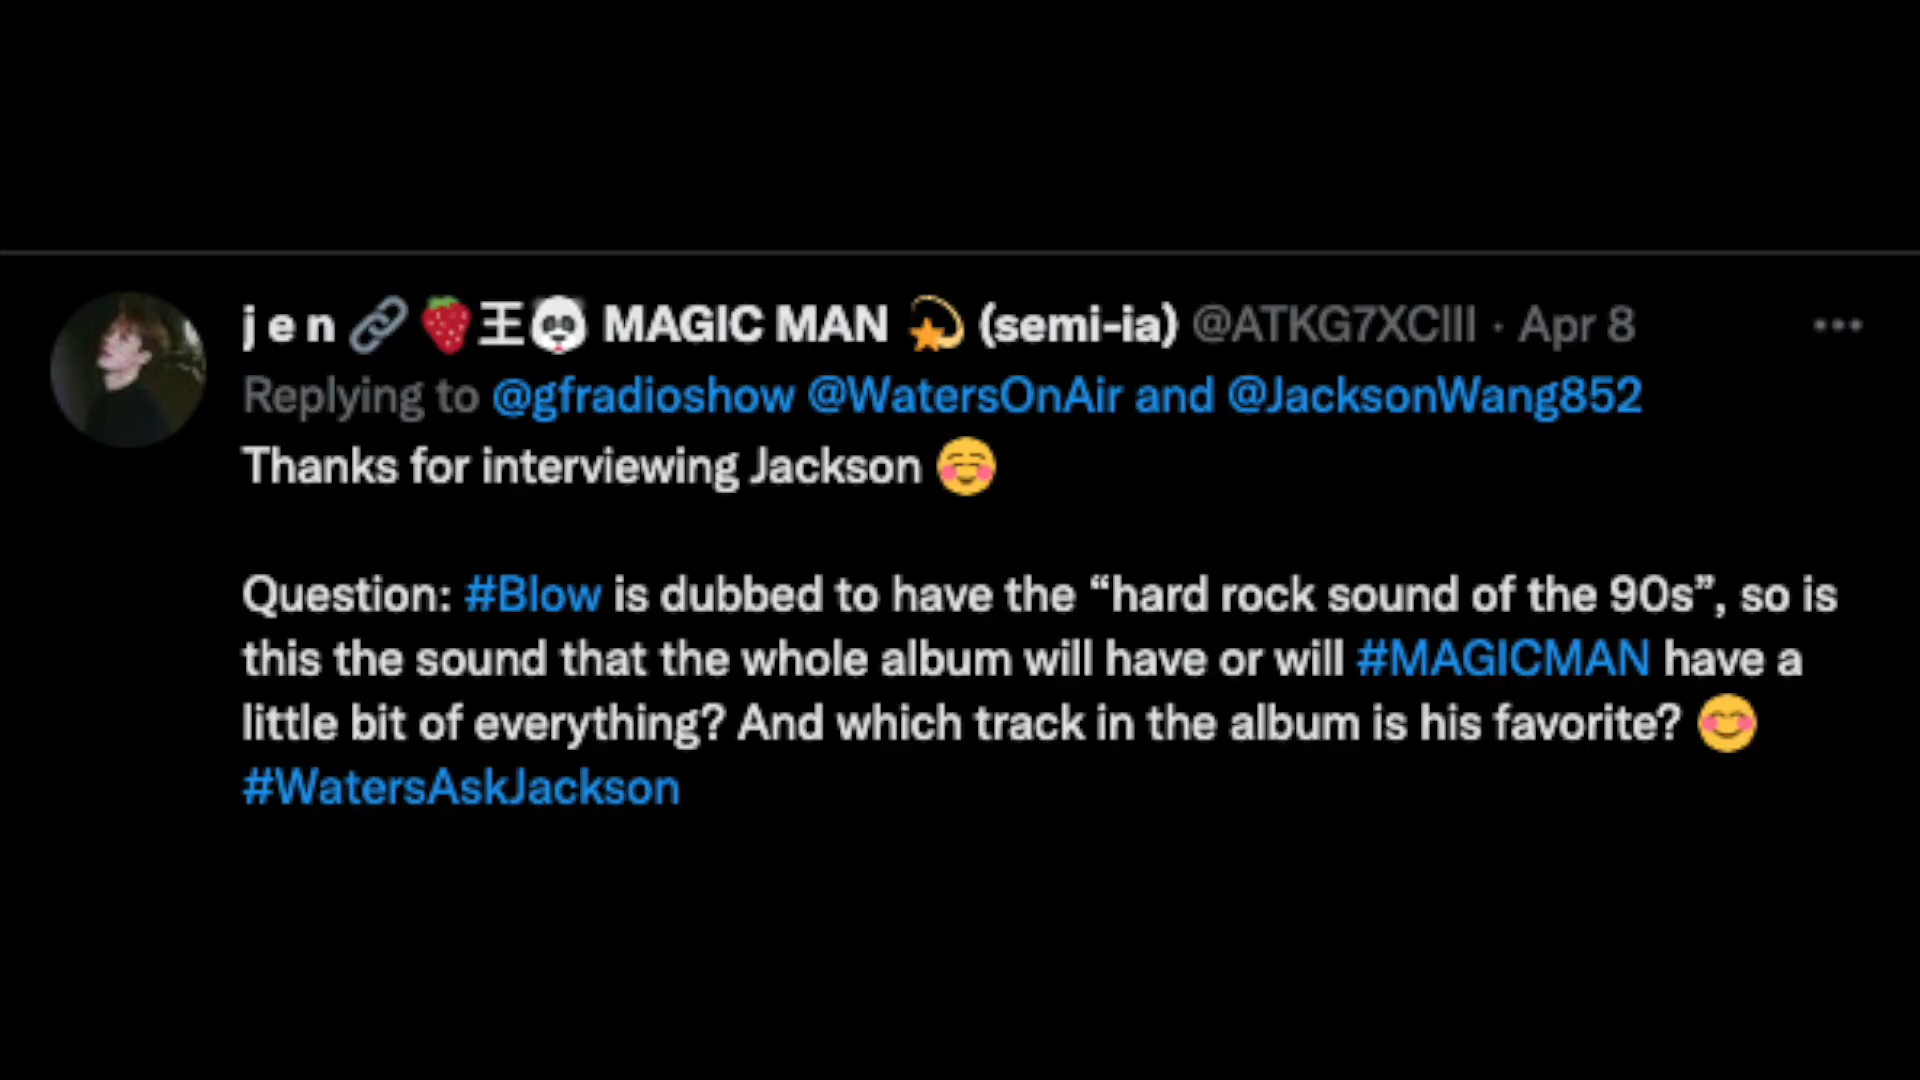 j e n 🔗🍓王🐼 MAGIC MAN 💫 (semi-ia) @ATKG7XCIII · Apr 8
Replying to @gfradioshow @WatersOnAir and @JacksonWang852
Thanks for interviewing Jackson ☺️
Question: #Blow is dubbed to have the “hard rock sound of the 90s”, so is
this the sound that the whole album will have or will #MAGICMAN have a
little bit of everything? And which track in the album is his favorite? 😊
#WatersAskJackson